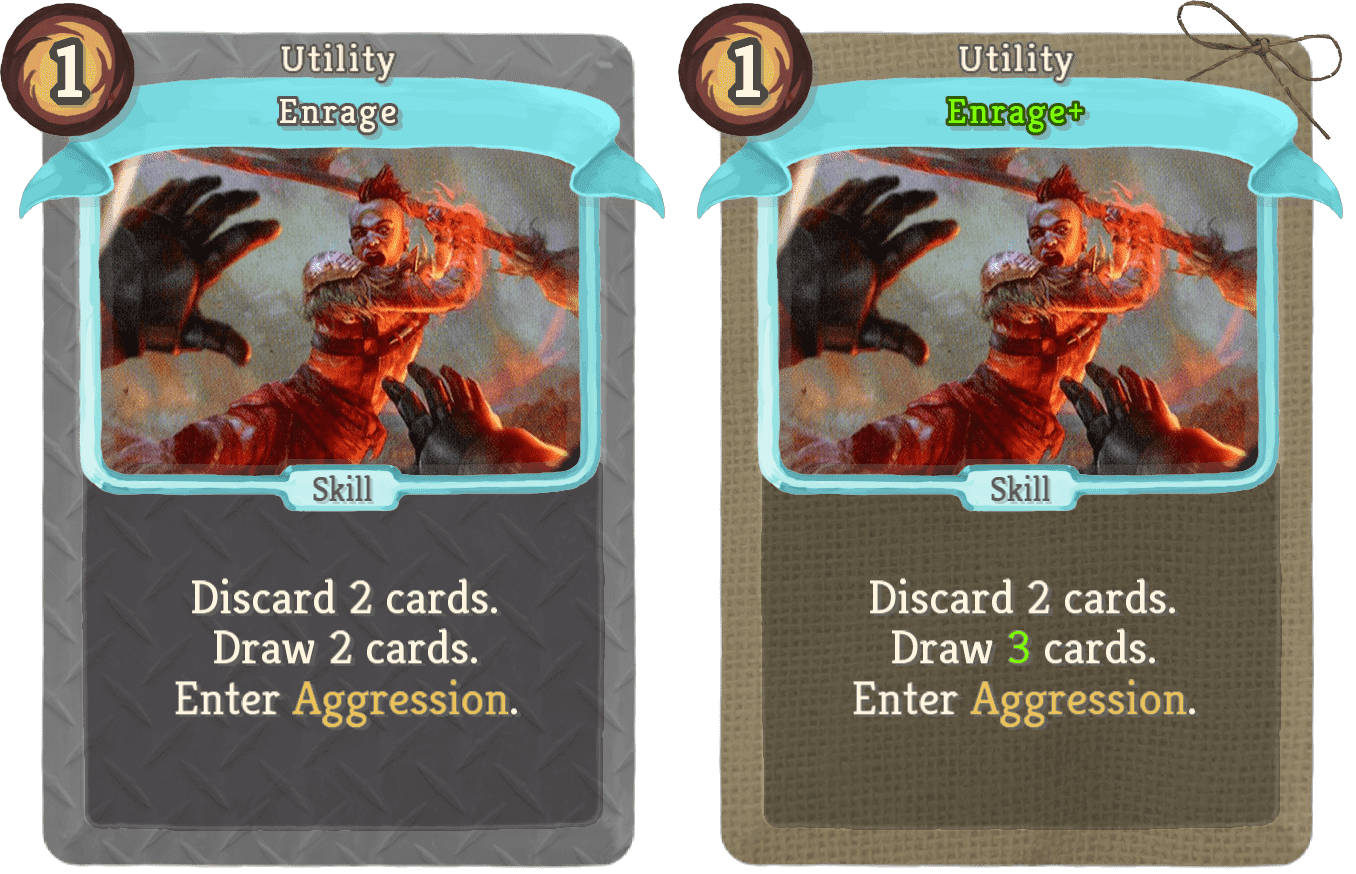 1
Utility
Enrage
Skill
Discard 2 cards.
Draw 2 cards.
Enter Aggression.
1
Utility
Enrage+
Skill
Discard 2 cards.
Draw 3 cards.
Enter Aggression.